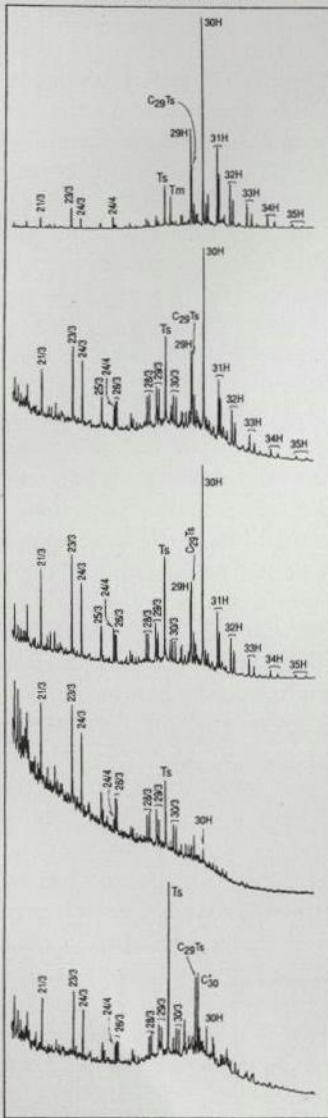 30H
C29Ts
29H
31H
Ts
Tm
32H
23/3
24/4
33H
21/3
24/3
34H
35H
30H
Ts
C29Ts
29H
23/3
24/3
21/3
31H
24/4
25/3
26/3
28/3
29/3
30/3
32H
33H
34H
35H
30H
C29Ts
Ts
23/3
21/3
24/3
29H
31H
24/4
25/3
26/3
28/3
29/3
30/3
32H
33H
34H
35H
21/3
23/3
24/3
Ts
24/4
26/3
28/3
29/3
30/3
30H
Ts
C29Ts
C*30
21/3
23/3
24/3
24/4
26/3
28/3
29/3
30/3
30H